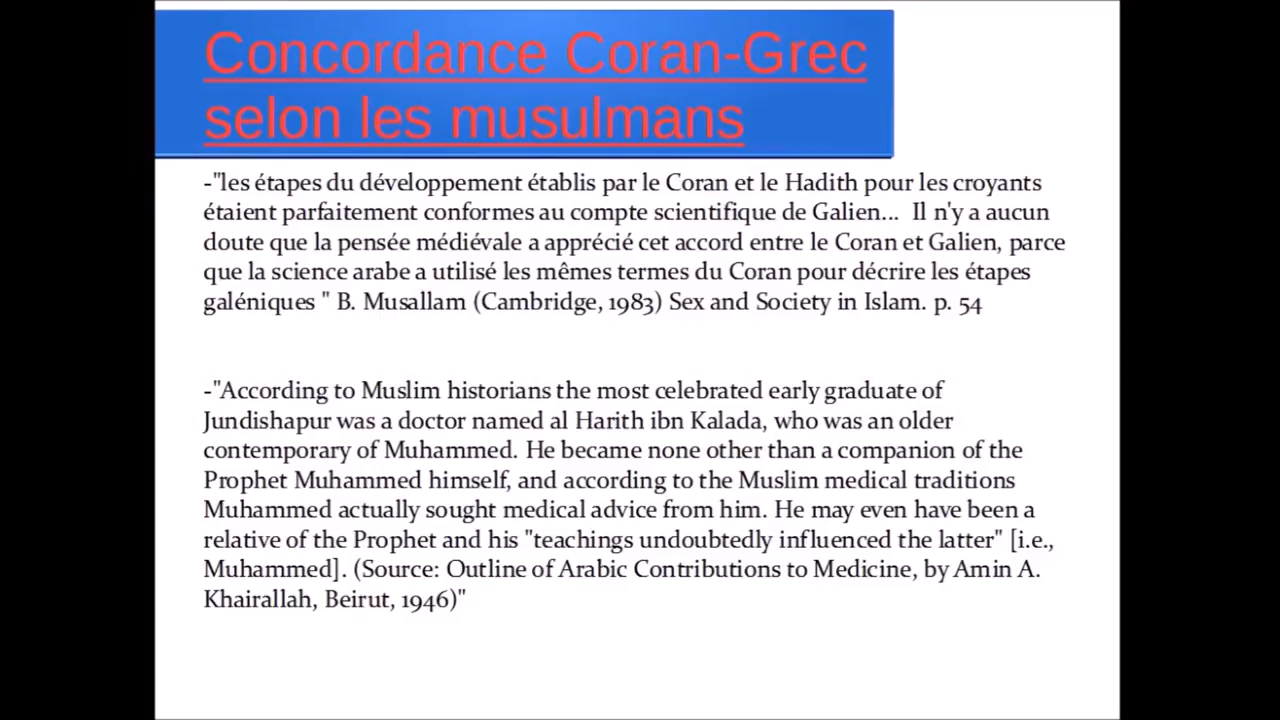 Concordance Coran-Grec
selon les musulmans
-"les étapes du développement établis par le Coran et le Hadith pour les croyants
étaient parfaitement conformes au compte scientifique de Galien... Il n'y a aucun
doute que la pensée médiévale a apprécié cet accord entre le Coran et Galien, parce
que la science arabe a utilisé les mêmes termes du Coran pour décrire les étapes
galéniques " B. Musallam (Cambridge, 1983) Sex and Society in Islam. p. 54
-"According to Muslim historians the most celebrated early graduate of
Jundishapur was a doctor named al Harith ibn Kalada, who was an older
contemporary of Muhammed. He became none other than a companion of the
Prophet Muhammed himself, and according to the Muslim medical traditions
Muhammed actually sought medical advice from him. He may even have been a
relative of the Prophet and his "teachings undoubtedly influenced the latter" [i.e.,
Muhammed]. (Source: Outline of Arabic Contributions to Medicine, by Amin A.
Khairallah, Beirut, 1946)"